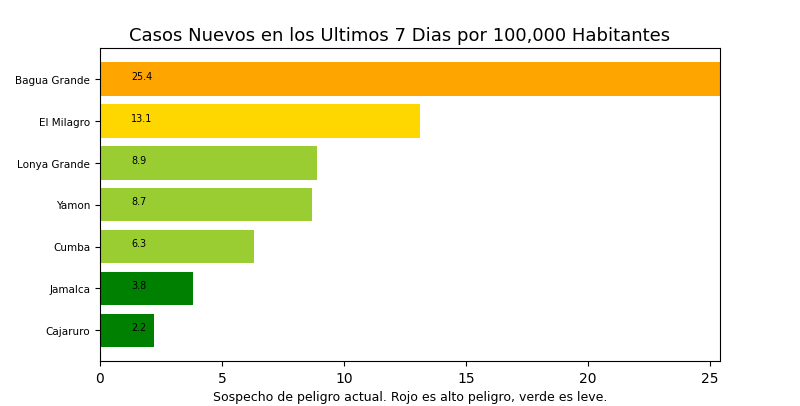 Casos Nuevos en los Ultimos 7 Dias por 100,000 Habitantes
Bagua Grande 25.4
El Milagro 13.1
Lonya Grande 8.9
Yamon 8.7
Cumba 6.3
Jamalca 3.8
Cajaruro 2.2
0 5 10 15 20 25
Sospecho de peligro actual. Rojo es alto peligro, verde es leve.